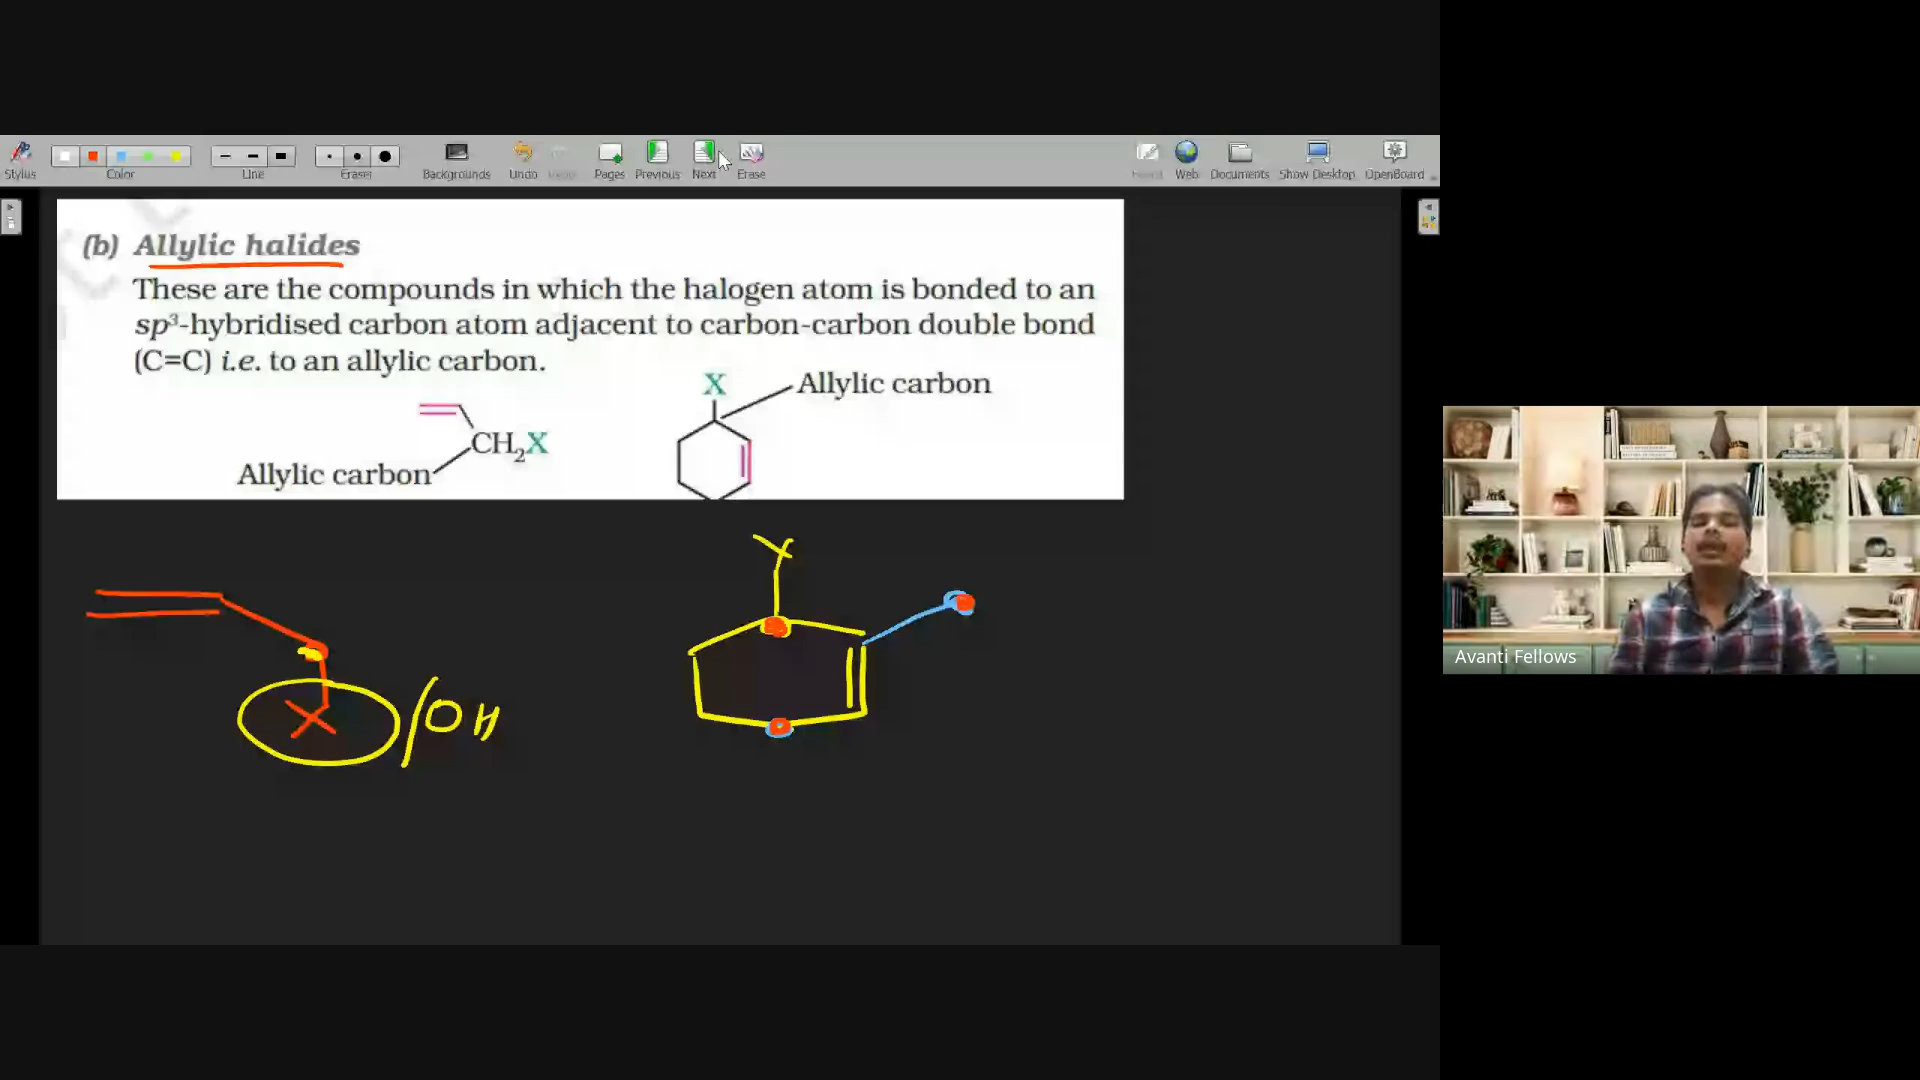 Stylus
Color
Line
Eraser
Backgrounds
Undo
Pages
Previous
Next
Erase
Web
Documents
Show Desktop
OpenBoard
(b) Allylic halides
These are the compounds in which the halogen atom is bonded to an
sp³-hybridised carbon atom adjacent to carbon-carbon double bond
(C=C) i.e. to an allylic carbon.
X
Allylic carbon
CH₂X
Allylic carbon
X
X/OH
Avanti Fellows